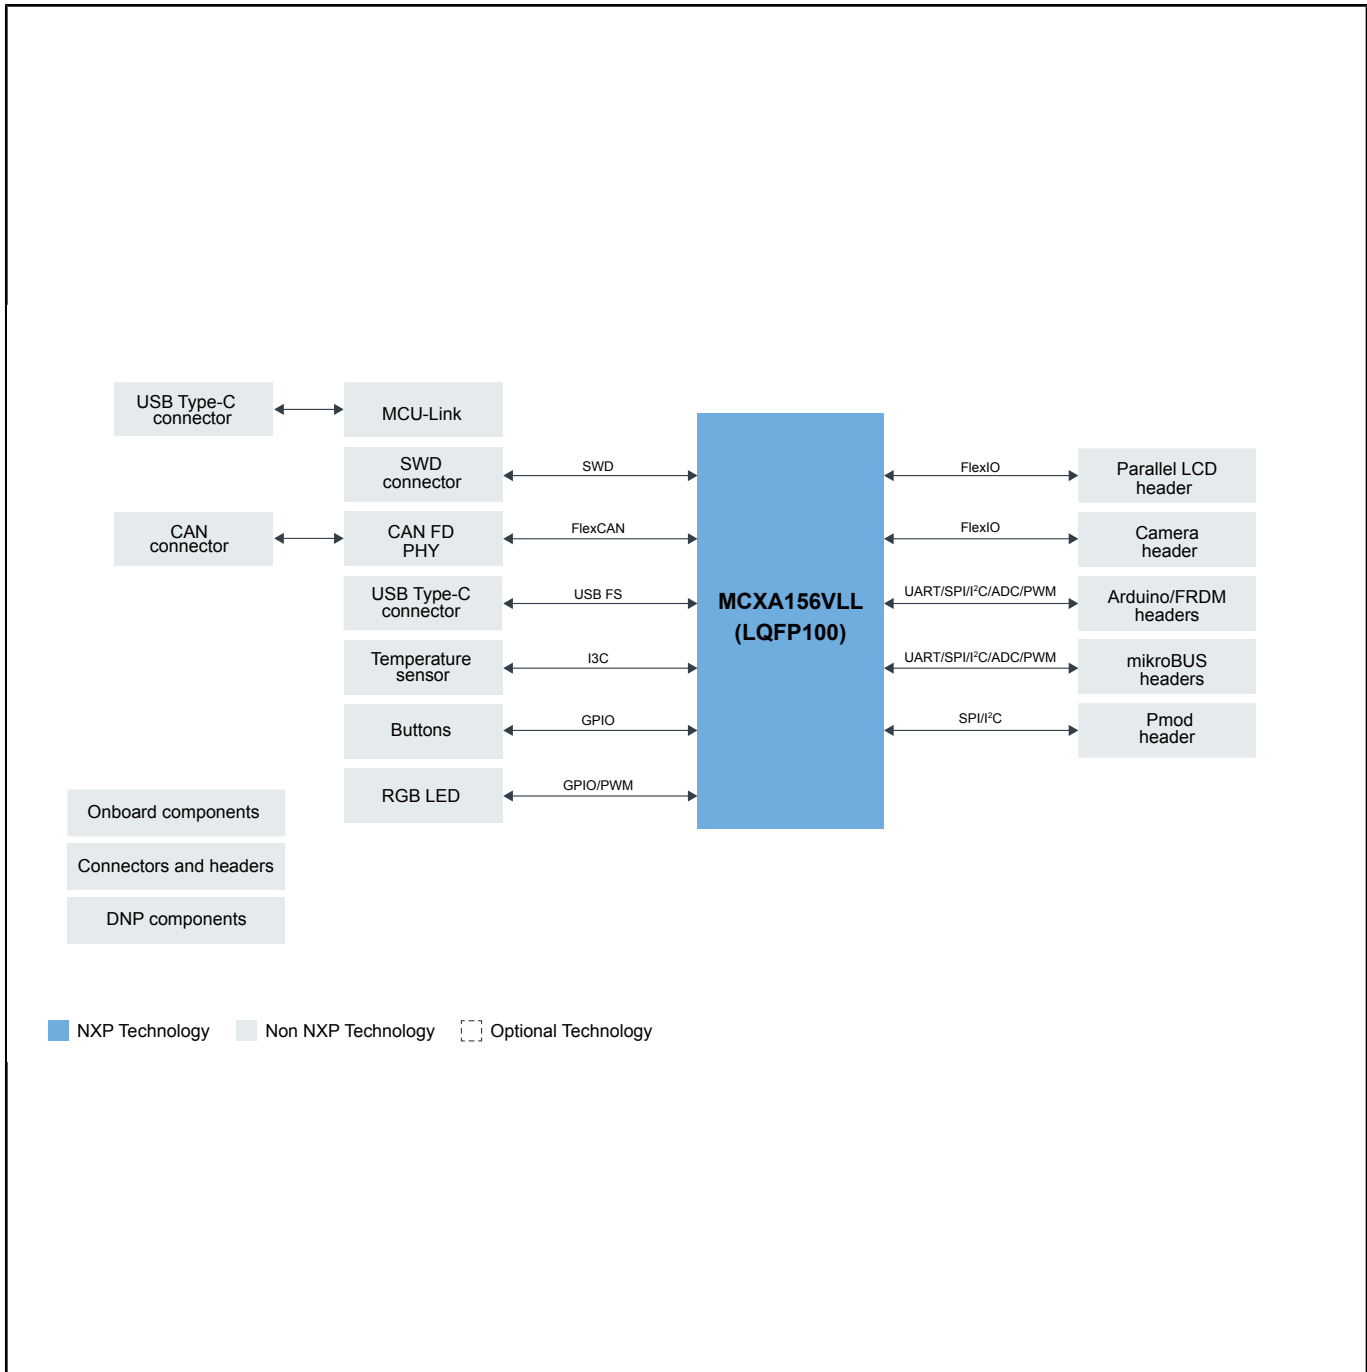 USB Type-C
connector
MCU-Link
SWD
connector
SWD
CAN
connector
CAN FD
PHY
FlexCAN
USB Type-C
connector
USB FS
Temperature
sensor
I3C
Buttons
GPIO
RGB LED
GPIO/PWM
MCXA156VLL
(LQFP100)
FlexIO
Parallel LCD
header
FlexIO
Camera
header
UART/SPI/I²C/ADC/PWM
Arduino/FRDM
headers
UART/SPI/I²C/ADC/PWM
mikroBUS
headers
SPI/I²C
Pmod
header
Onboard components
Connectors and headers
DNP components
NXP Technology
Non NXP Technology
Optional Technology